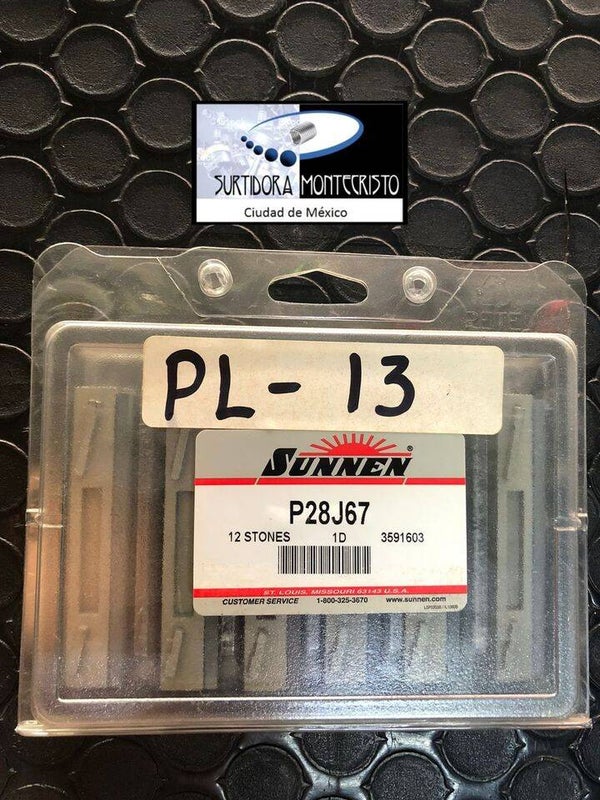 SURTIDORA MONTECRISTO
Ciudad de México
PL - 13
SUNNEN®
P28J67
12 STONES 1D 3591603
ST. LOUIS, MISSOURI 63143 U.S.A.
CUSTOMER SERVICE 1-800-325-3670 www.sunnen.com